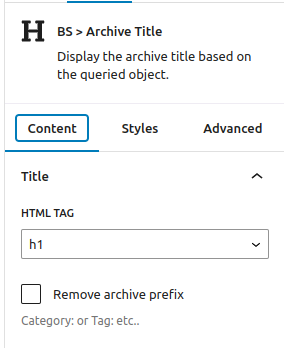 H BS > Archive Title
Display the archive title based on
the queried object.
Content Styles Advanced
Title
HTML TAG
h1
Remove archive prefix
Category: or Tag: etc..